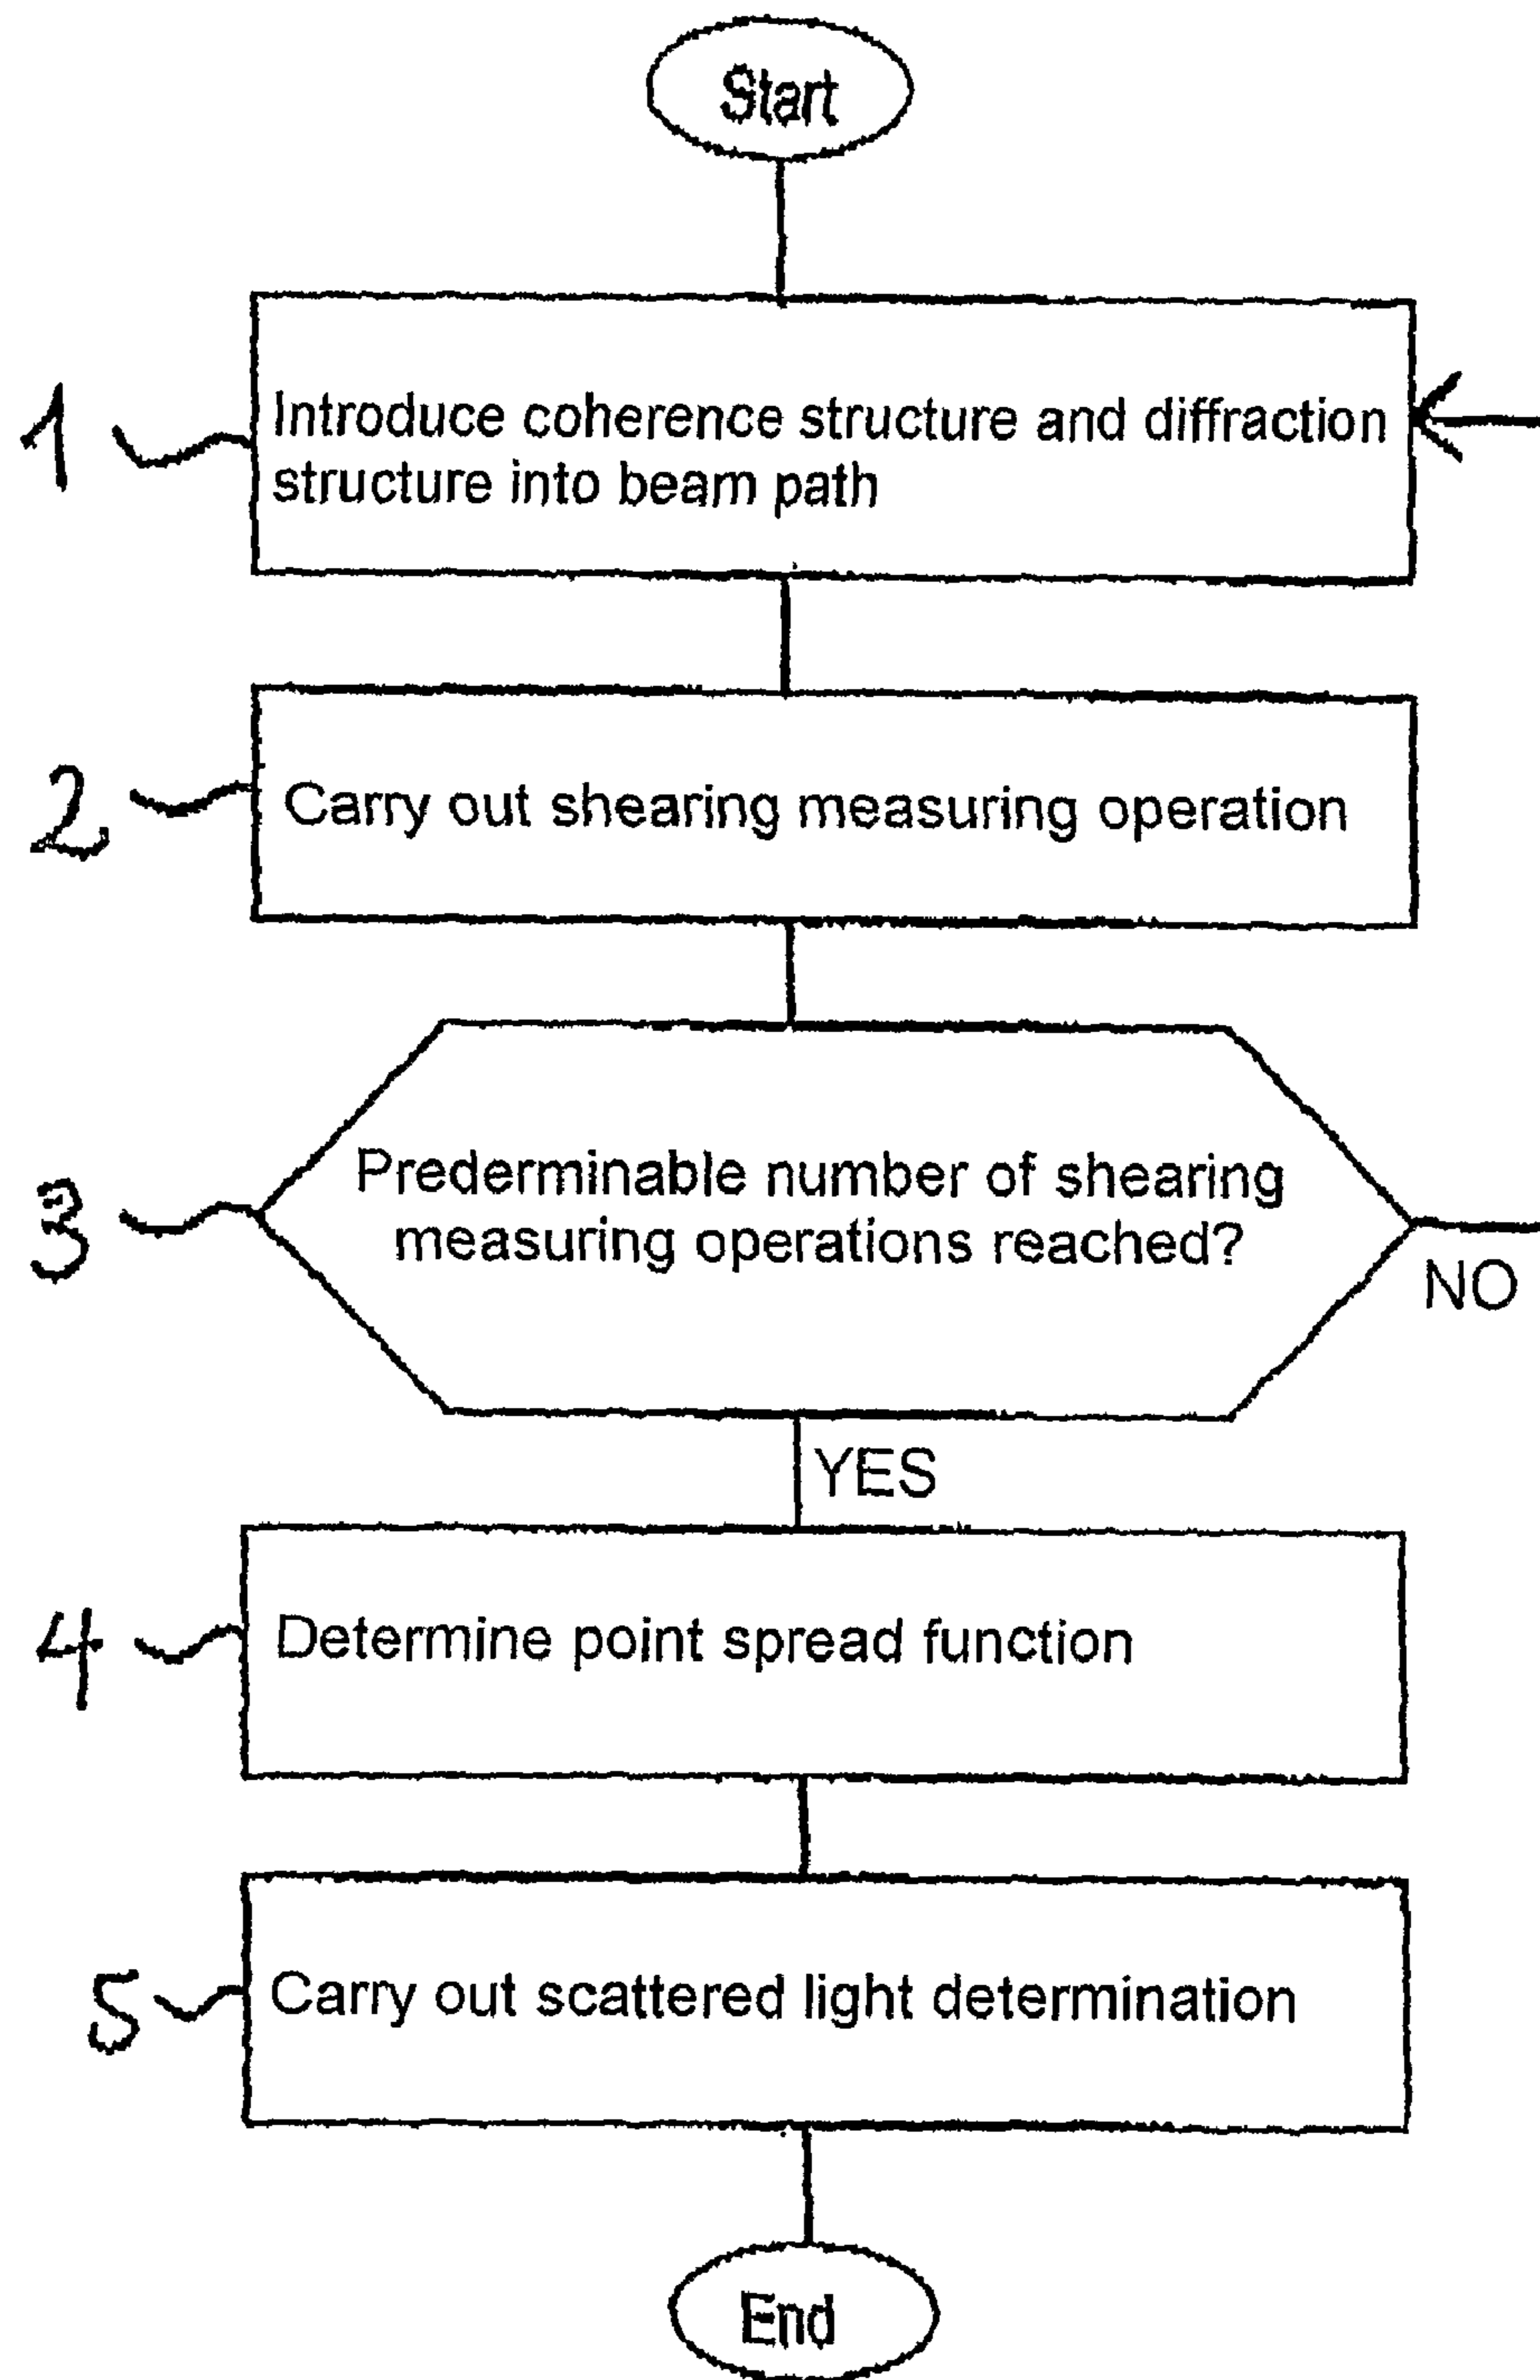 Start
1
Introduce coherence structure and diffraction
structure into beam path
2
Carry out shearing measuring operation
3
Prederminable number of shearing
measuring operations reached?
NO
YES
4
Determine point spread function
5
Carry out scattered light determination
End